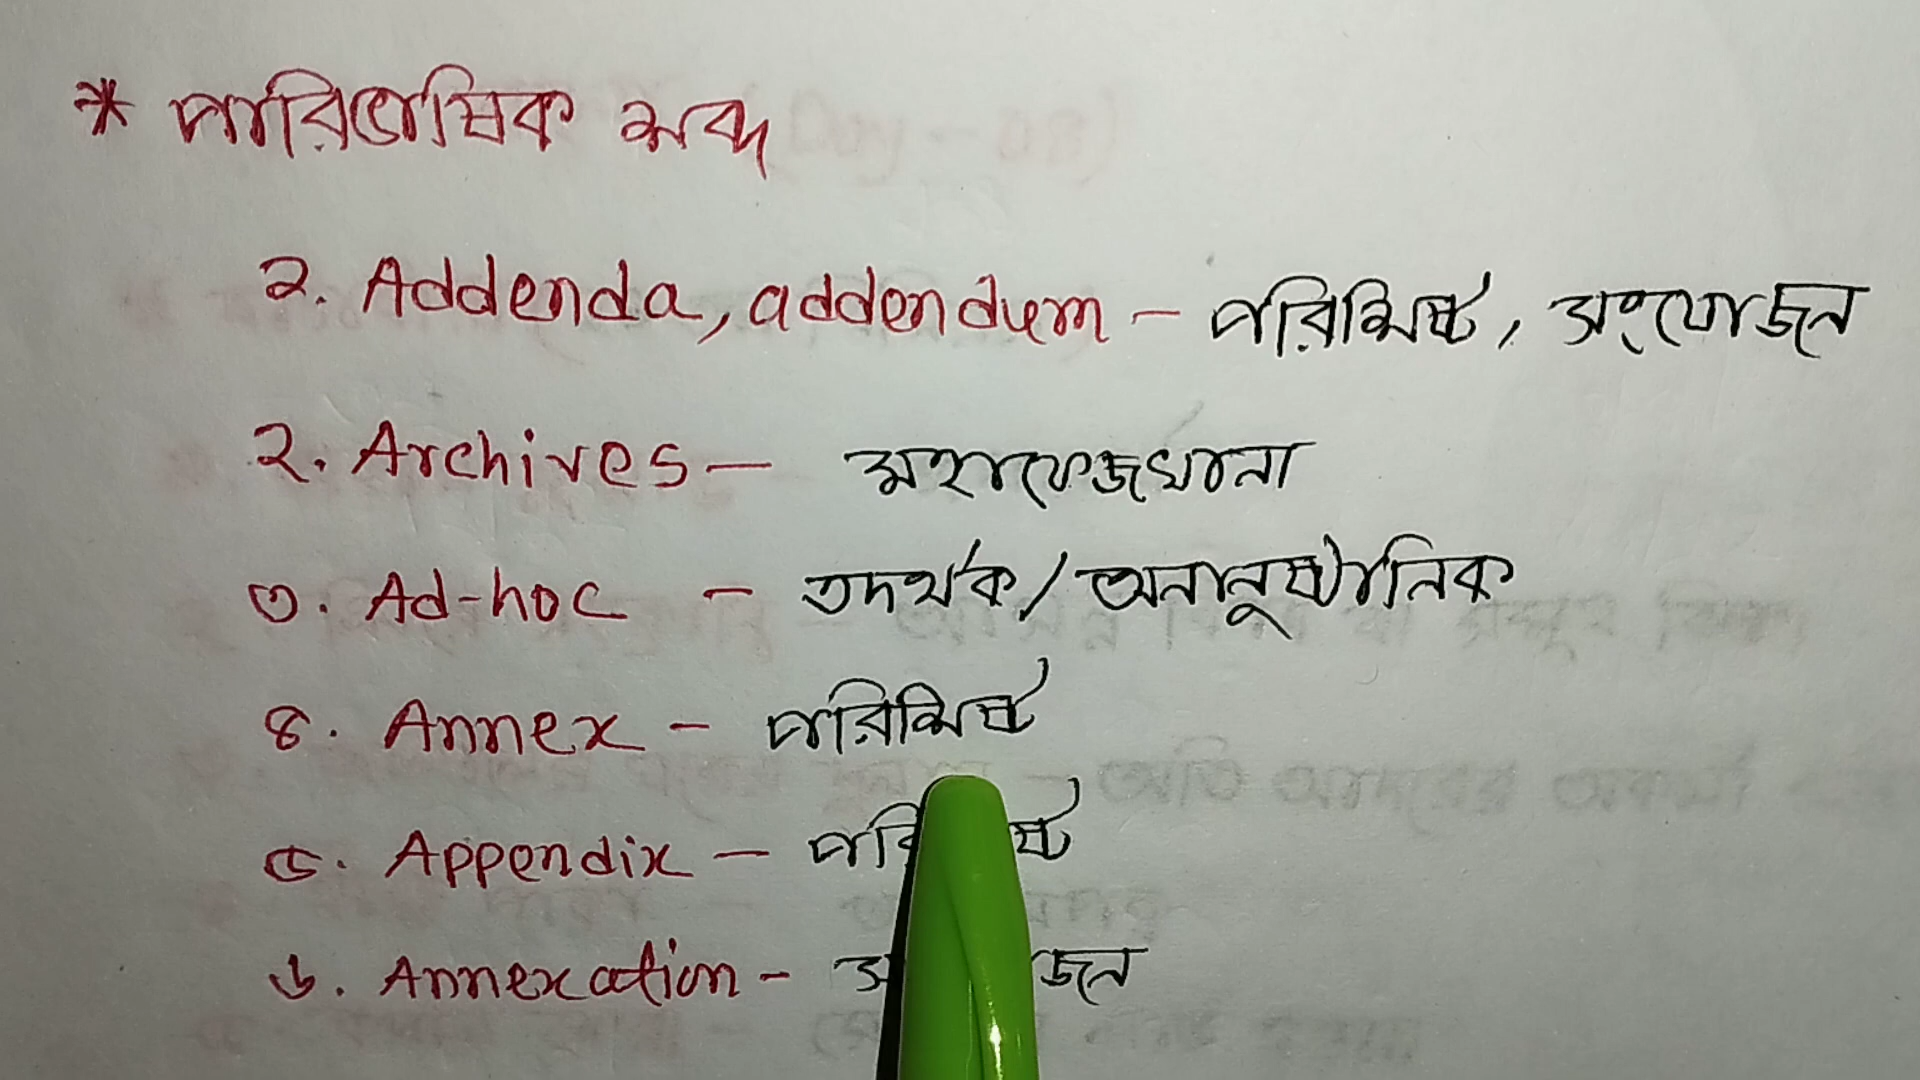 * পারিভাষিক শব্দ
১. Addenda, addendum - পরিশিষ্ট, সংযোজন
২. Archives - মহাফেজখানা
৩. Ad-hoc - তদর্থক/অনানুষ্ঠানিক
৪. Annex - পরিশিষ্ট
৫. Appendix -
৬. Annexation -